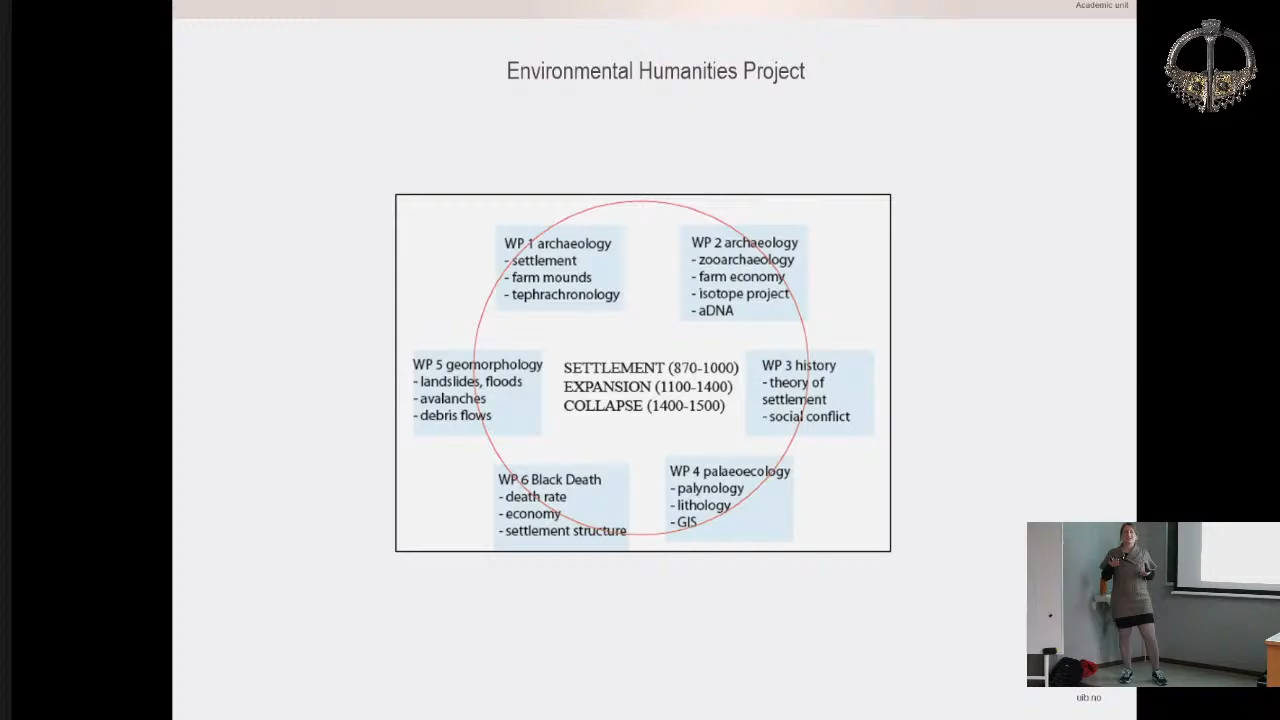 Academic unit
Environmental Humanities Project
WP 1 archaeology
- settlement
- farm mounds
- tephrachronology
WP 2 archaeology
- zooarchaeology
- farm economy
- isotope project
- aDNA
WP 5 geomorphology
- landslides, floods
- avalanches
- debris flows
SETTLEMENT (870-1000)
EXPANSION (1100-1400)
COLLAPSE (1400-1500)
WP 3 history
- theory of
settlement
- social conflict
WP 6 Black Death
- death rate
- economy
- settlement structure
WP 4 palaeoecology
- palynology
- lithology
- GIS
uib.no